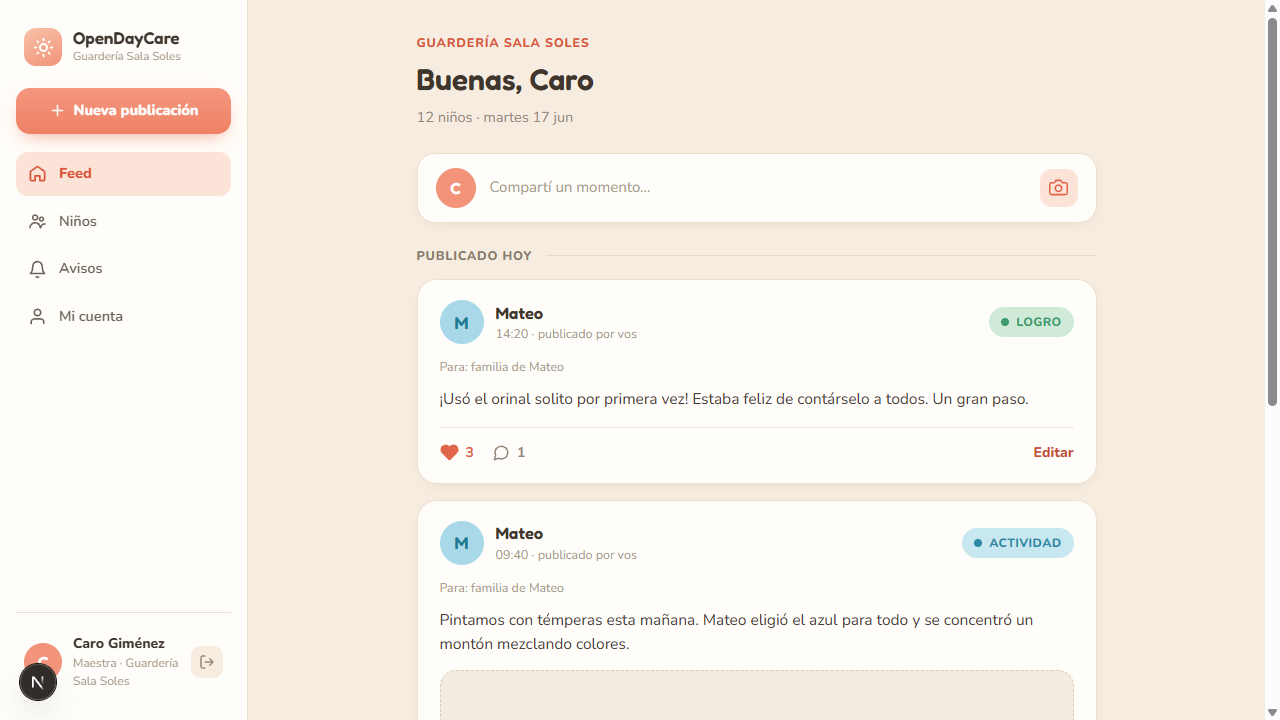 OpenDayCare
Guardería Sala Soles
Nueva publicación
Feed
Niños
Avisos
Mi cuenta
Caro Giménez
Maestra · Guardería
Sala Soles
N
GUARDERÍA SALA SOLES
Buenas, Caro
12 niños · martes 17 jun
C
Compartí un momento...
PUBLICADO HOY
M
Mateo
14:20 · publicado por vos
LOGRO
Para: familia de Mateo
¡Usó el orinal solito por primera vez! Estaba feliz de contárselo a todos. Un gran paso.
3
1
Editar
M
Mateo
09:40 · publicado por vos
ACTIVIDAD
Para: familia de Mateo
Pintamos con témperas esta mañana. Mateo eligió el azul para todo y se concentró un
montón mezclando colores.